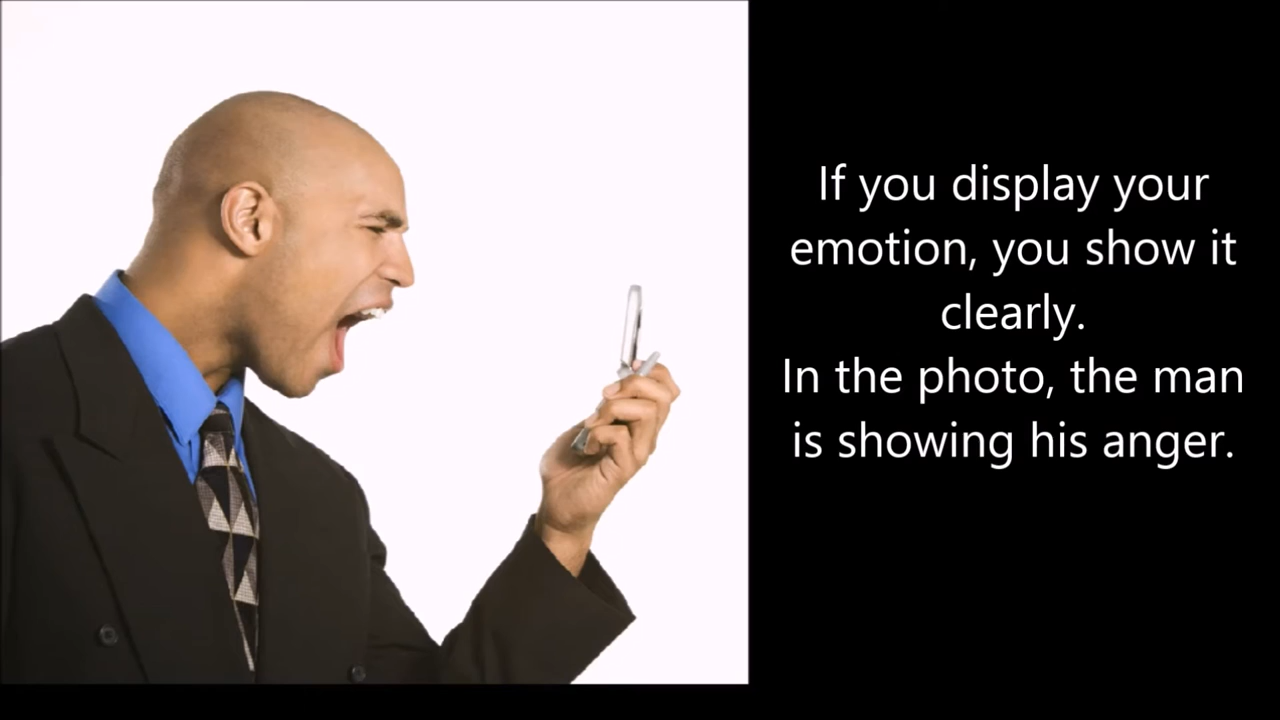 If you display your
emotion, you show it
clearly.
In the photo, the man
is showing his anger.